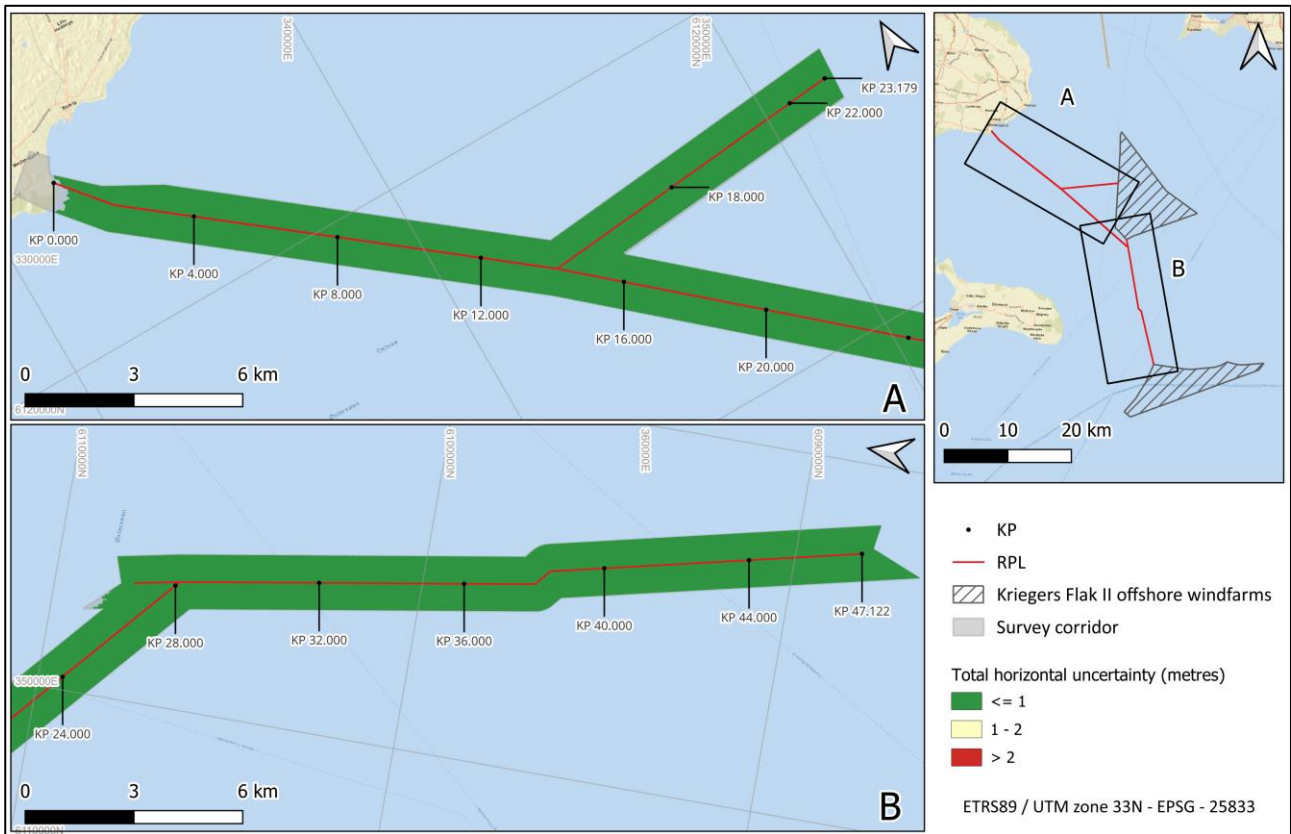 340000E
350000E
6120000N
KP 23.179
KP 22.000
KP 18.000
KP 0.000
330000E
KP 4.000
KP 8.000
KP 12.000
KP 16.000
KP 20.000
0 3 6 km
6120000N
A
6110000N
6100000N
360000E
6090000N
KP 28.000
KP 32.000
KP 36.000
KP 40.000
KP 44.000
KP 47.122
350000E
KP 24.000
0 3 6 km
6110000N
B
A
B
0 10 20 km
KP
RPL
Kriegers Flak II offshore windfarms
Survey corridor
Total horizontal uncertainty (metres)
<= 1
1 - 2
> 2
ETRS89 / UTM zone 33N - EPSG - 25833